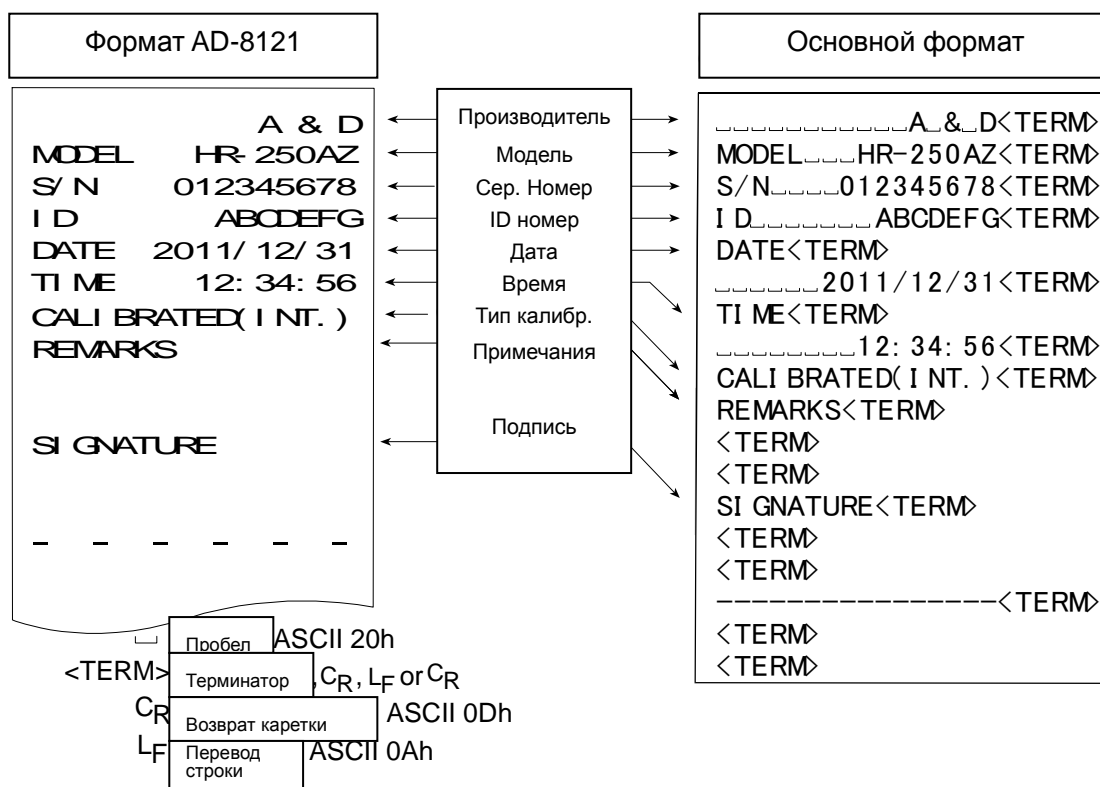 Формат AD-8121
A & D
MODEL HR-250AZ
S/N 012345678
ID ABCDEFG
DATE 2011/12/31
TIME 12:34:56
CALIBRATED(INT.)
REMARKS
SIGNATURE
- - - - - -
Производитель
Модель
Сер. Номер
ID номер
Дата
Время
Тип калибр.
Примечания
Подпись
Основной формат
␣␣␣␣␣␣␣␣␣␣␣A␣&␣D<TERM>
MODEL␣␣␣HR-250AZ<TERM>
S/N␣␣␣␣012345678<TERM>
ID␣␣␣␣␣␣␣ABCDEFG<TERM>
DATE<TERM>
␣␣␣␣␣␣2011/12/31<TERM>
TIME<TERM>
␣␣␣␣␣␣␣␣12:34:56<TERM>
CALIBRATED(INT.)<TERM>
REMARKS<TERM>
<TERM>
<TERM>
SIGNATURE<TERM>
<TERM>
<TERM>
----------------<TERM>
<TERM>
<TERM>
␣ Пробел ASCII 20h
<TERM> Терминатор ,CR, LF or CR
CR Возврат каретки ASCII 0Dh
LF Перевод строки ASCII 0Ah